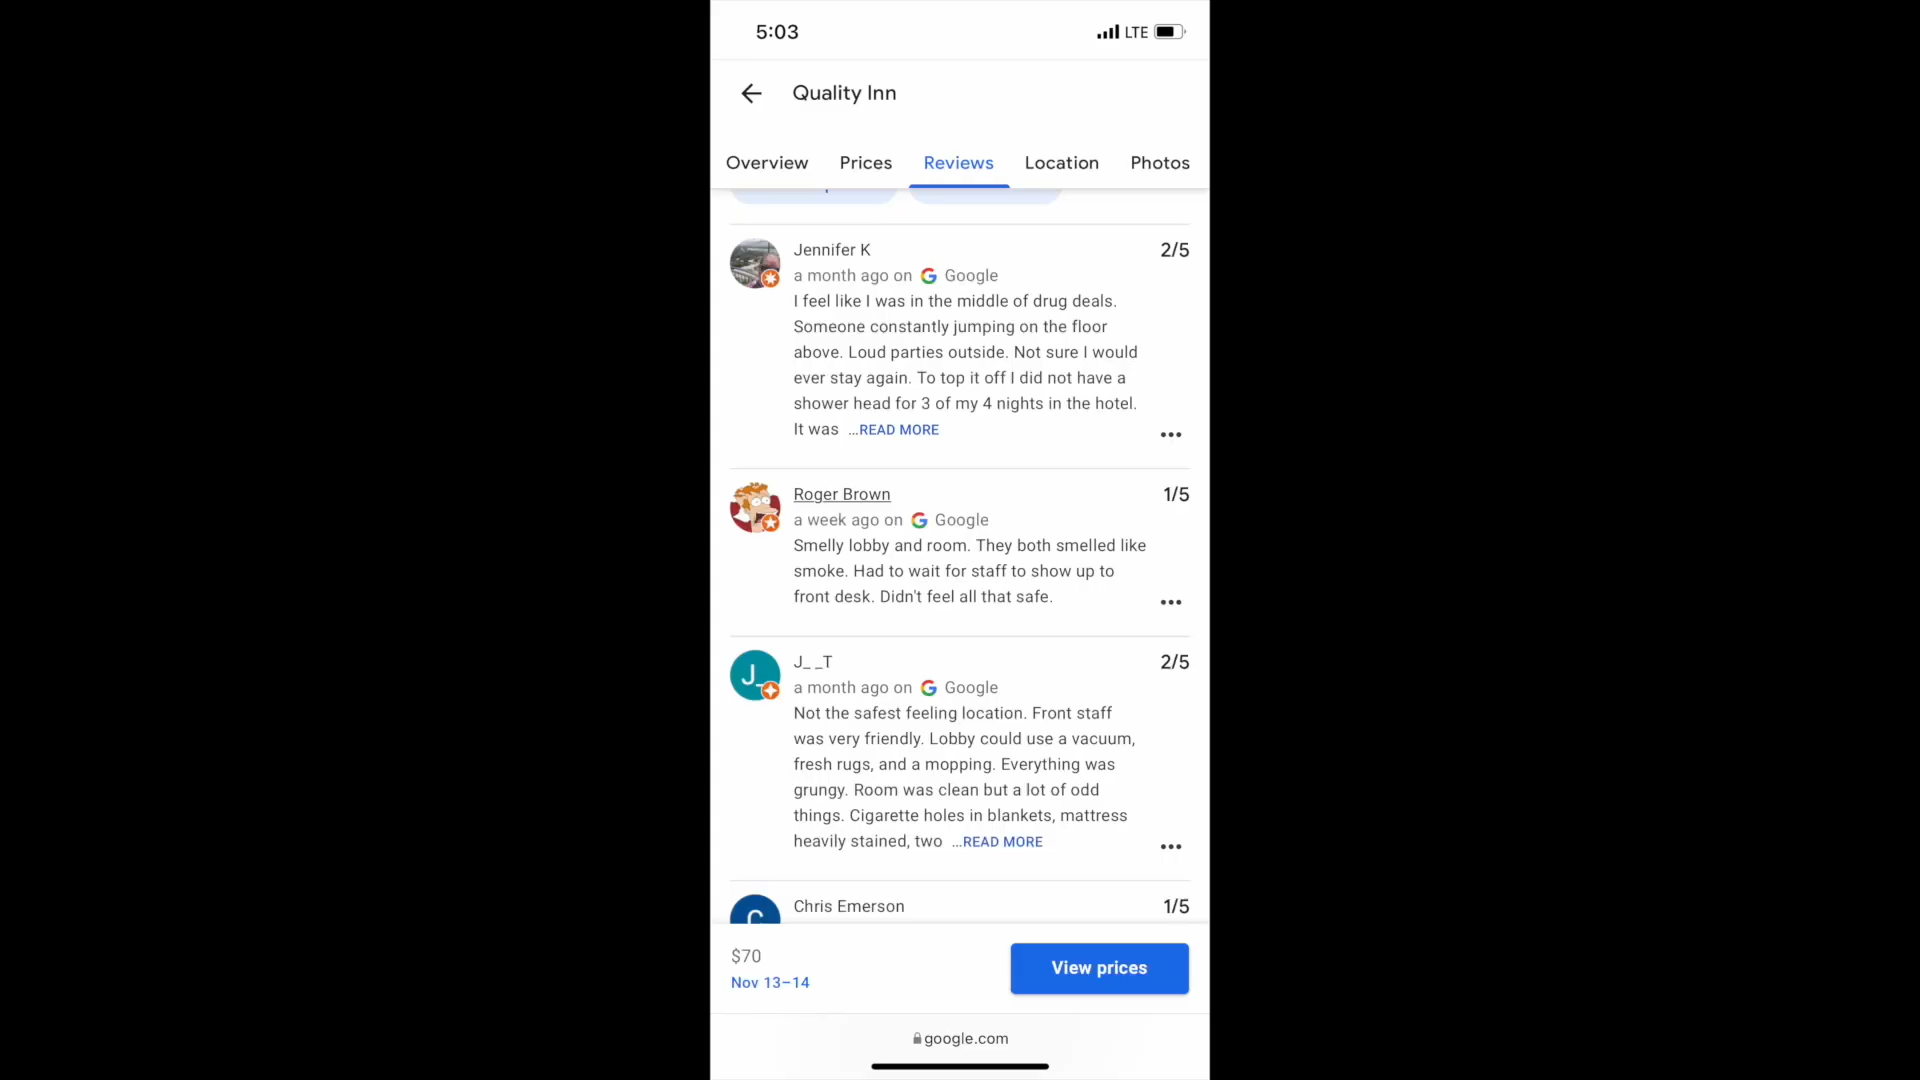 5:03
LTE
Quality Inn
Overview Prices Reviews Location Photos
Jennifer K 2/5
a month ago on Google
I feel like I was in the middle of drug deals.
Someone constantly jumping on the floor
above. Loud parties outside. Not sure I would
ever stay again. To top it off I did not have a
shower head for 3 of my 4 nights in the hotel.
It was ...READ MORE
Roger Brown 1/5
a week ago on Google
Smelly lobby and room. They both smelled like
smoke. Had to wait for staff to show up to
front desk. Didn't feel all that safe.
J_ J_ _T 2/5
a month ago on Google
Not the safest feeling location. Front staff
was very friendly. Lobby could use a vacuum,
fresh rugs, and a mopping. Everything was
grungy. Room was clean but a lot of odd
things. Cigarette holes in blankets, mattress
heavily stained, two ...READ MORE
C Chris Emerson 1/5
$70
Nov 13–14
View prices
google.com